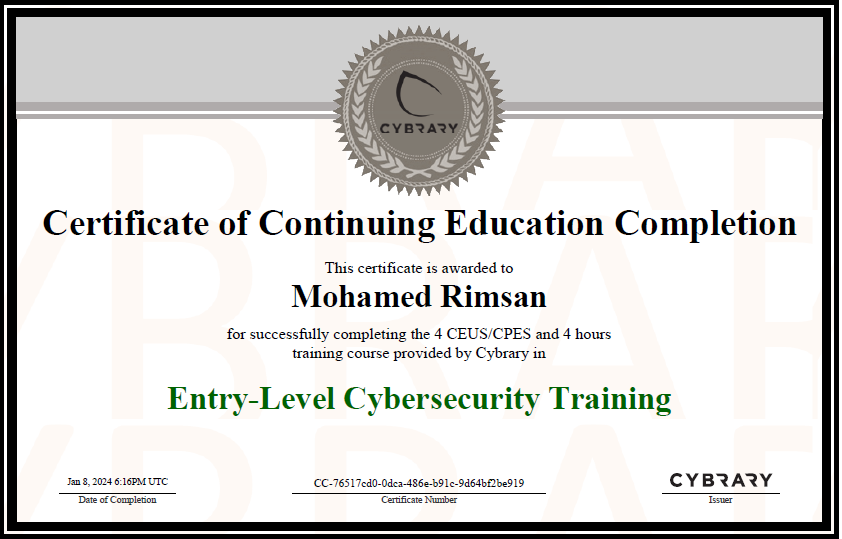 CYBRARY
Certificate of Continuing Education Completion
This certificate is awarded to
Mohamed Rimsan
for successfully completing the 4 CEUS/CPES and 4 hours
training course provided by Cybrary in
Entry-Level Cybersecurity Training
Jan 8, 2024 6:16PM UTC
Date of Completion
CC-76517cd0-0dca-486e-b91c-9d64bf2be919
Certificate Number
CYBRARY
Issuer